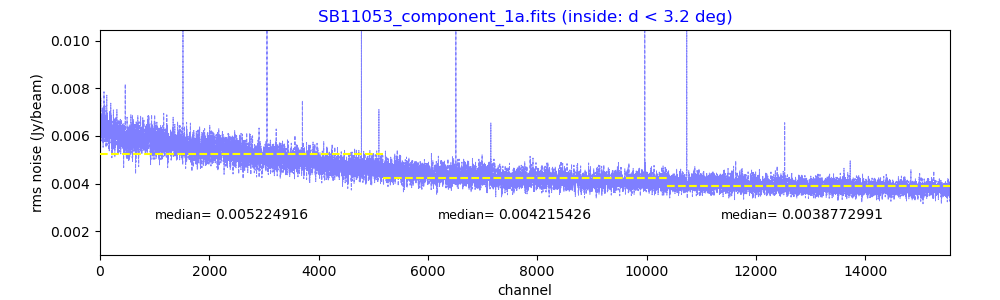 SB11053_component_1a.fits (inside: d < 3.2 deg)
rms noise (Jy/beam)
0.010
0.008
0.006
0.004
0.002
median= 0.005224916 median= 0.004215426 median= 0.0038772991
0 2000 4000 6000 8000 10000 12000 14000
channel